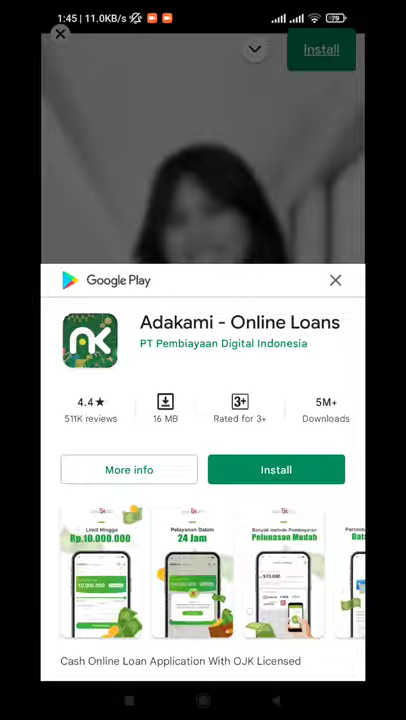 1:45 | 11.0KB/s
79
Install
Google Play
AK
Adakami - Online Loans
PT Pembiayaan Digital Indonesia
4.4★
511K reviews
16 MB
3+
Rated for 3+
5M+
Downloads
More info
Install
Limit Hingga
Rp.10.000.000
Pelayanan Dalam
24 Jam
Banyak metode Pembayaran
Pelunasan Mudah
Cash Online Loan Application With OJK Licensed